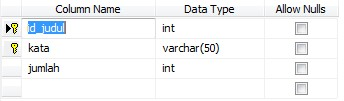 Column Name Data Type Allow Nulls
id_judul int
kata varchar(50)
jumlah int